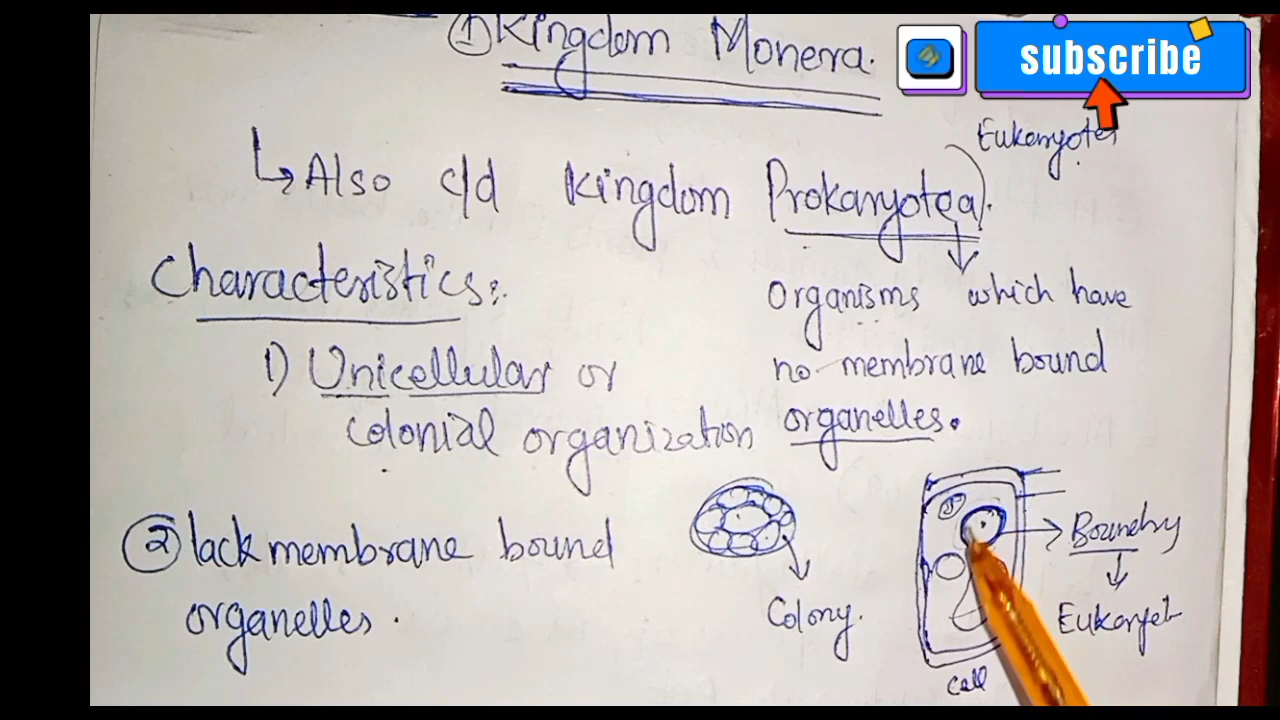 ① Kingdom Monera.
subscribe
Eukaryotes
↳ Also c/d Kingdom Prokaryotea).
Characteristics:
Organisms which have
no membrane bound
organelles.
1) Unicellular or
colonial organization
② lack membrane bound
organelles.
Colony.
Boundry
Eukaryot
cell